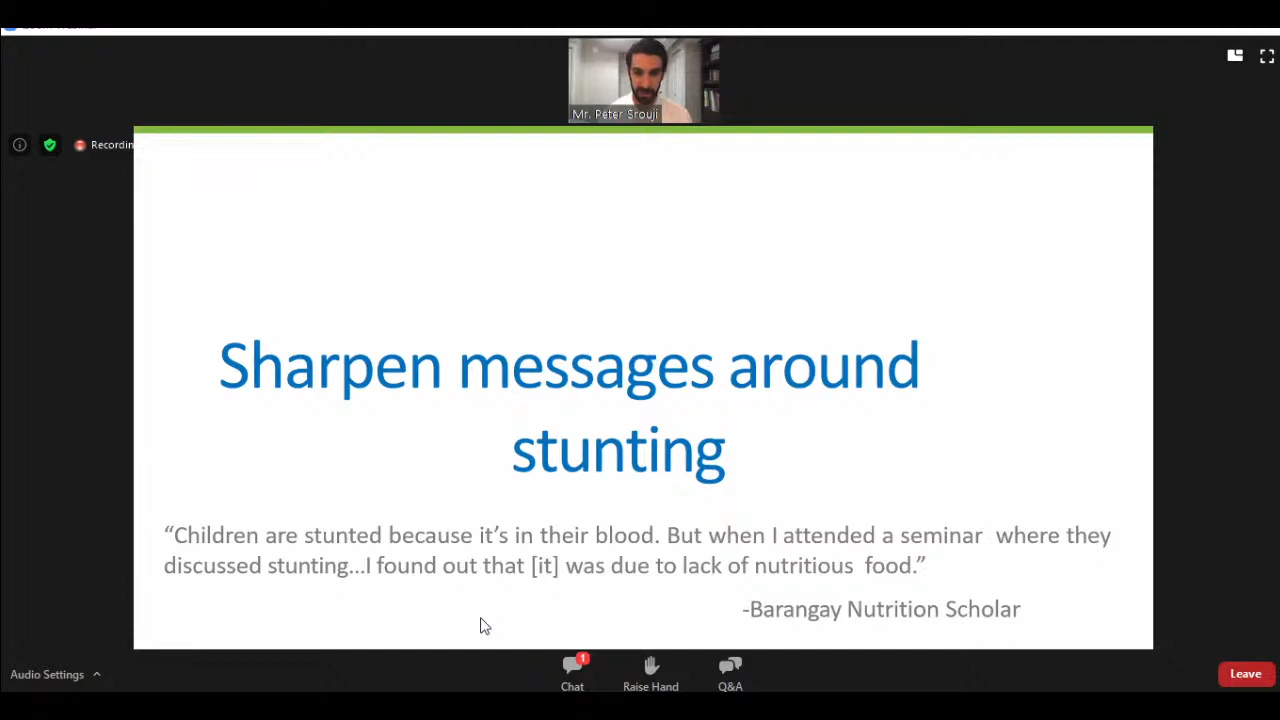 Mr. Peter Srouji
Recordin
Sharpen messages around
stunting
“Children are stunted because it’s in their blood. But when I attended a seminar where they
discussed stunting...I found out that [it] was due to lack of nutritious food.”
-Barangay Nutrition Scholar
Audio Settings
1
Chat
Raise Hand
Q&A
Leave